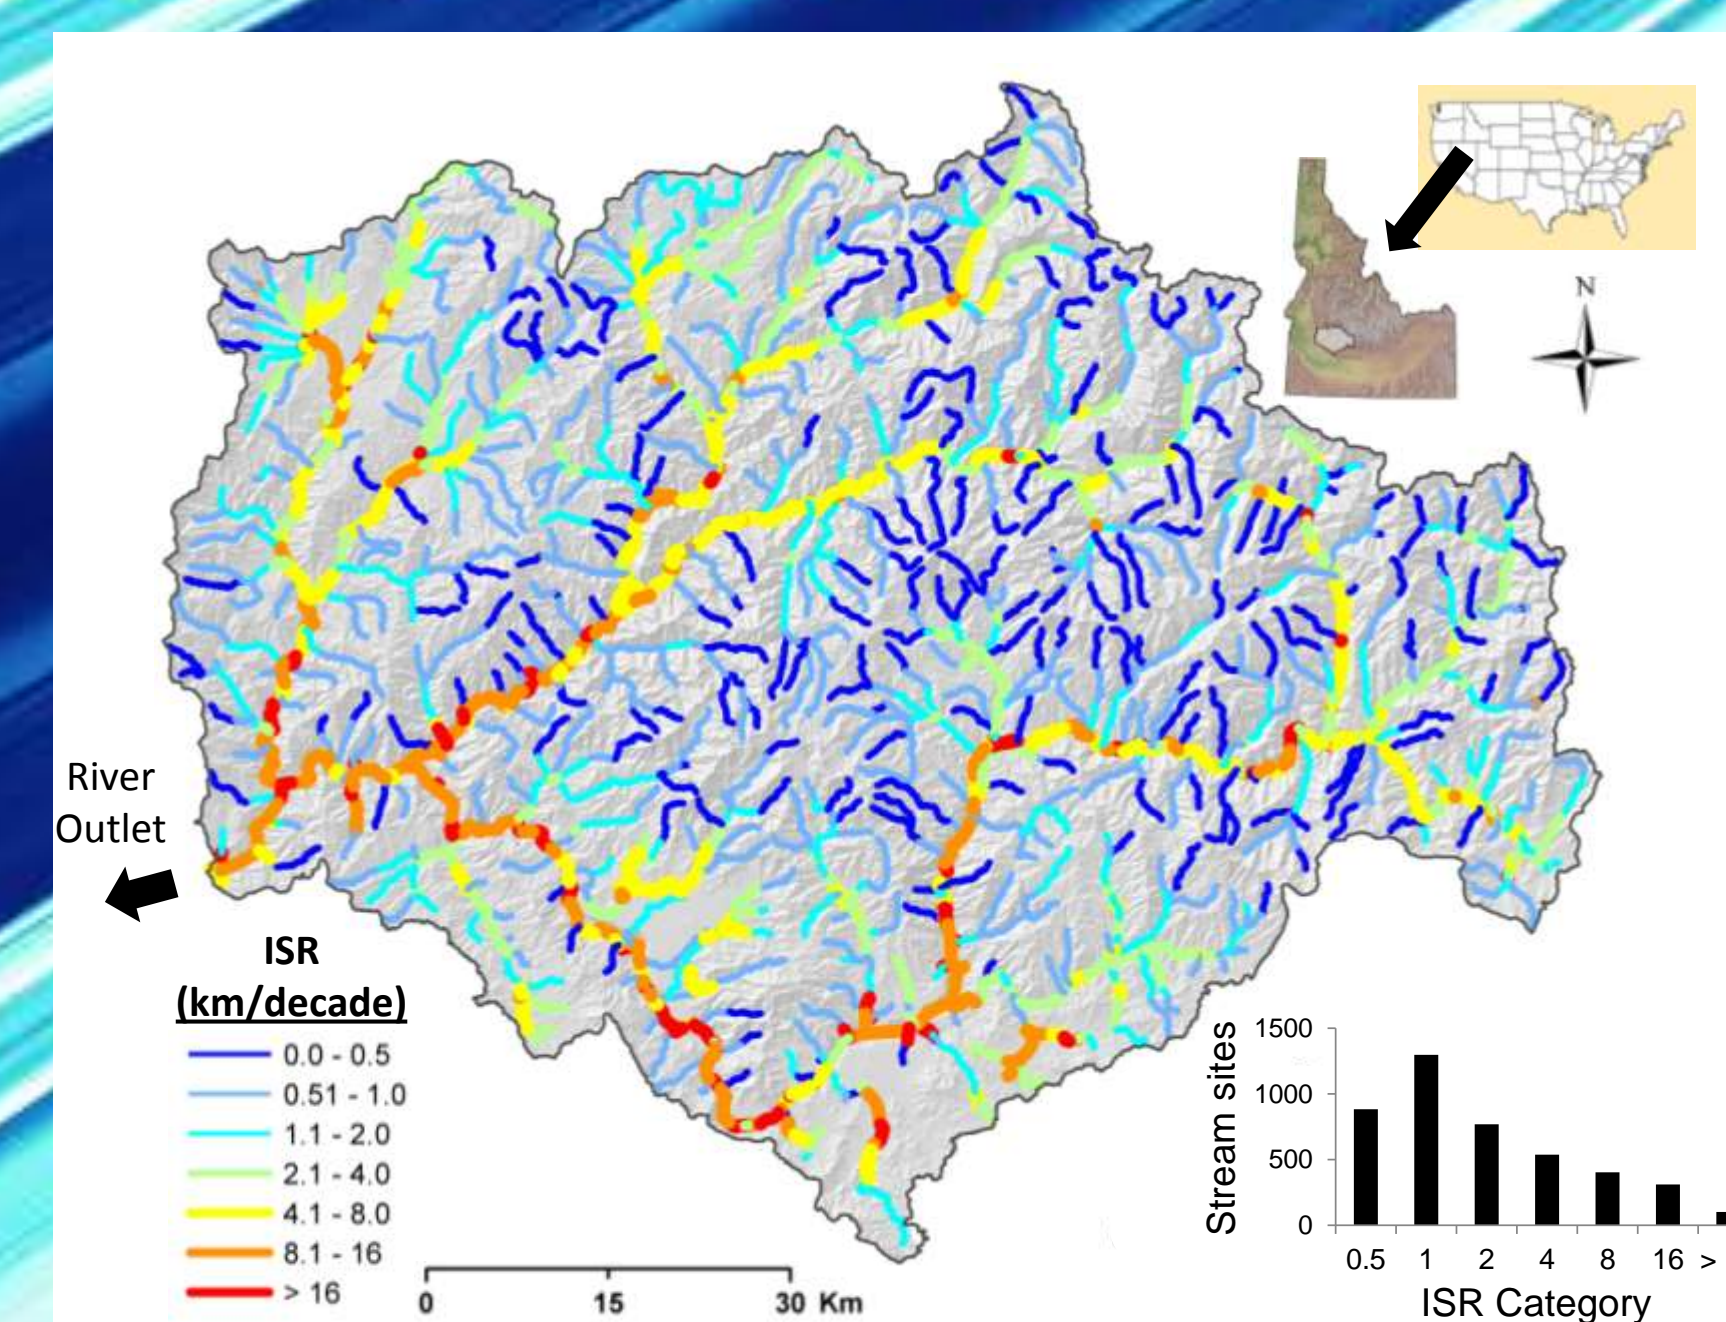 N
River
Outlet
ISR
(km/decade)
0.0 - 0.5
0.51 - 1.0
1.1 - 2.0
2.1 - 4.0
4.1 - 8.0
8.1 - 16
> 16
0 15 30 Km
Stream sites
1500
1000
500
0
0.5 1 2 4 8 16 >
ISR Category